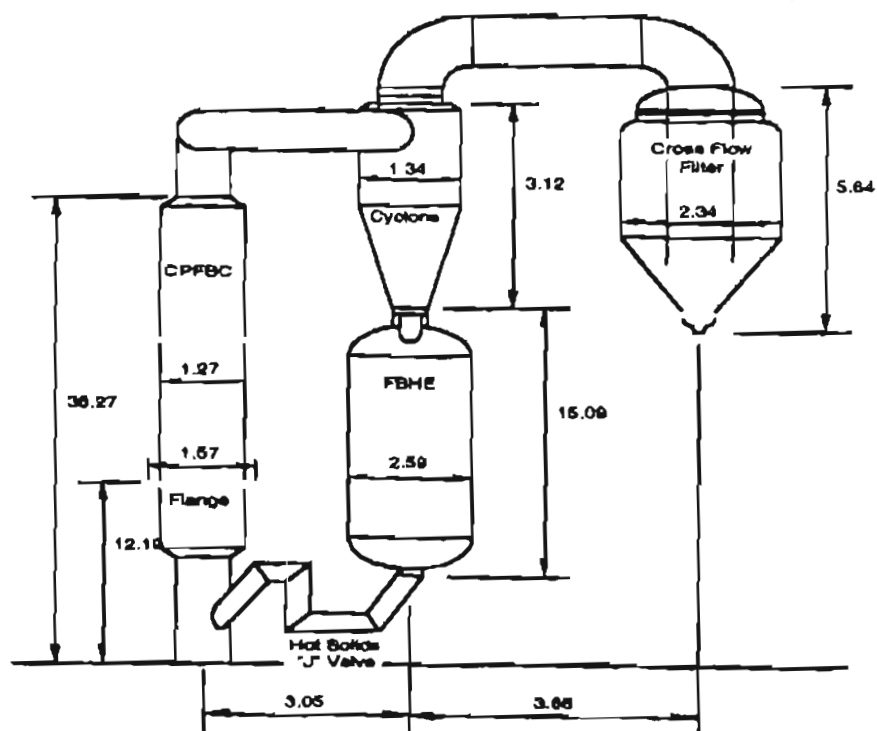 Cross Flow
Filter
1.34
3.12
5.64
2.34
Cyclone
CPFBC
1.27
FBHE
36.27
15.09
1.57
2.59
Flange
12.19
Hot Solids
"J" Valve
3.05
3.66